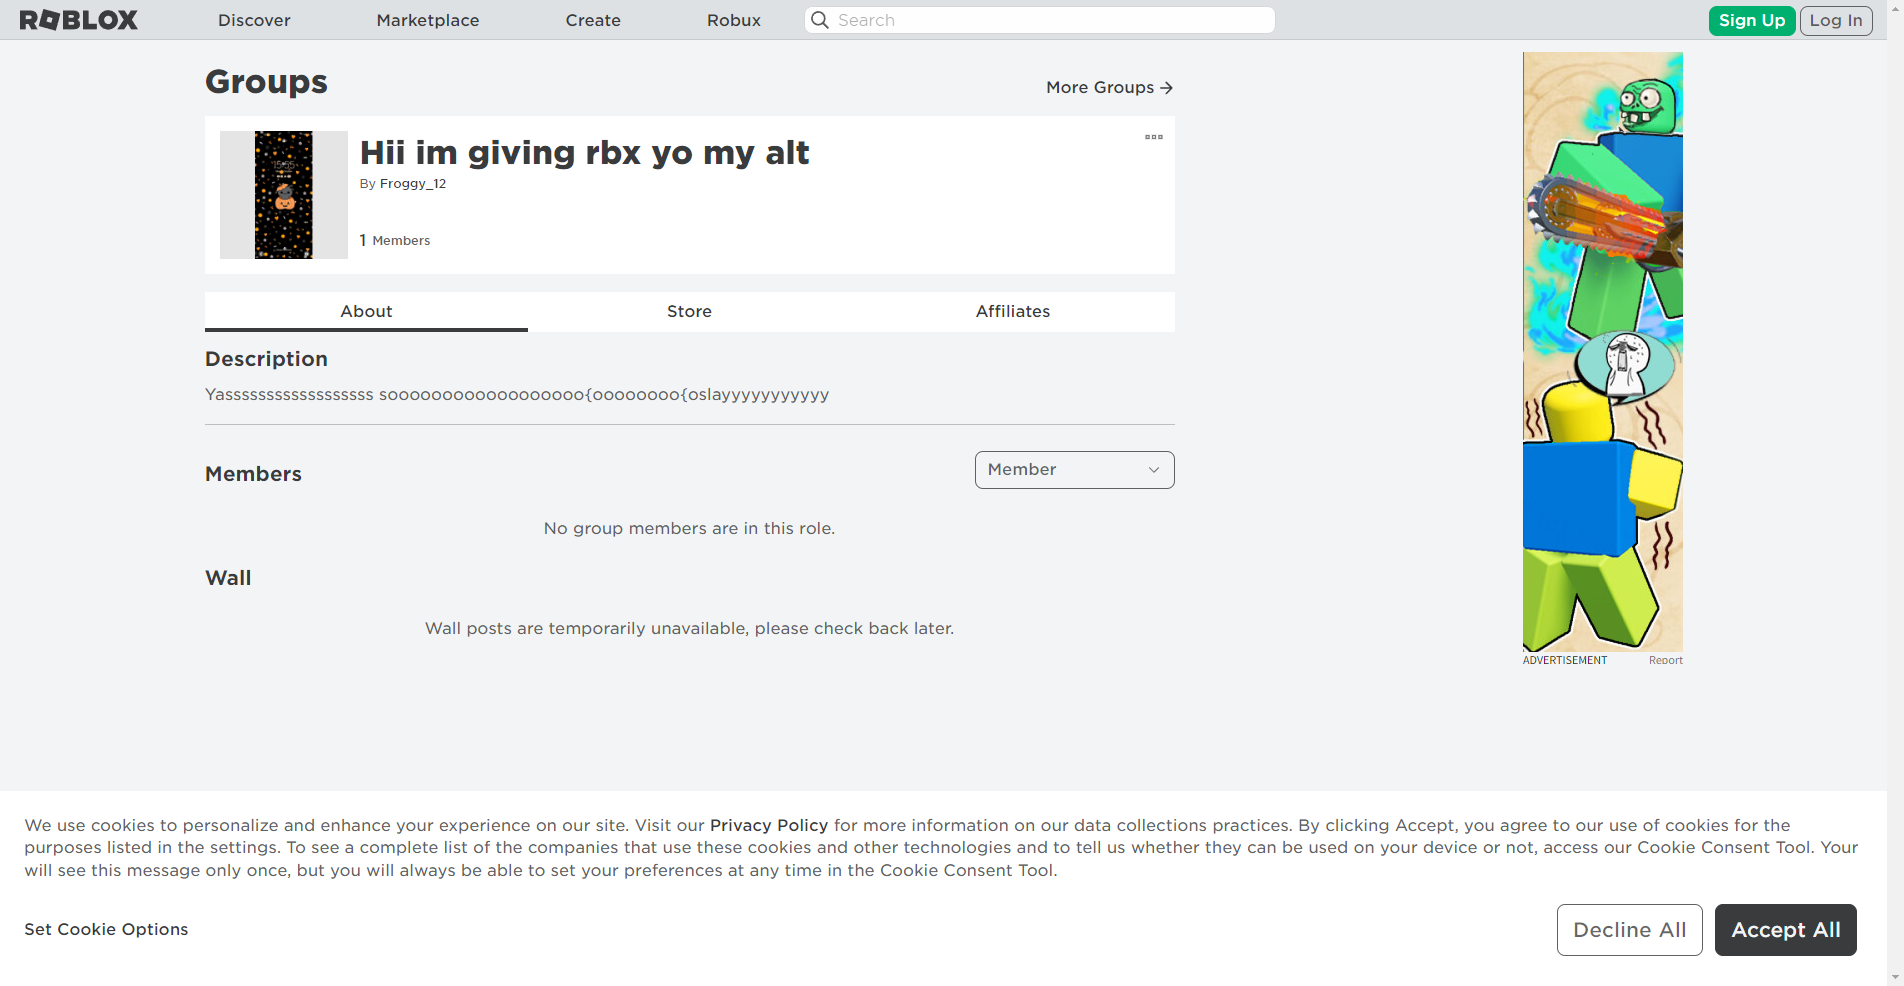 ROBLOX Discover Marketplace Create Robux Search Sign Up Log In
Groups
More Groups
Hii im giving rbx yo my alt
By Froggy_12
15:55
1 Members
About Store Affiliates
Description
Yasssssssssssssssssss soooooooooooooooooo{oooooooo{oslayyyyyyyyyyy
Members
Member
No group members are in this role.
Wall
Wall posts are temporarily unavailable, please check back later.
ADVERTISEMENT Report
We use cookies to personalize and enhance your experience on our site. Visit our Privacy Policy for more information on our data collections practices. By clicking Accept, you agree to our use of cookies for the
purposes listed in the settings. To see a complete list of the companies that use these cookies and other technologies and to tell us whether they can be used on your device or not, access our Cookie Consent Tool. Your
will see this message only once, but you will always be able to set your preferences at any time in the Cookie Consent Tool.
Set Cookie Options
Decline All
Accept All